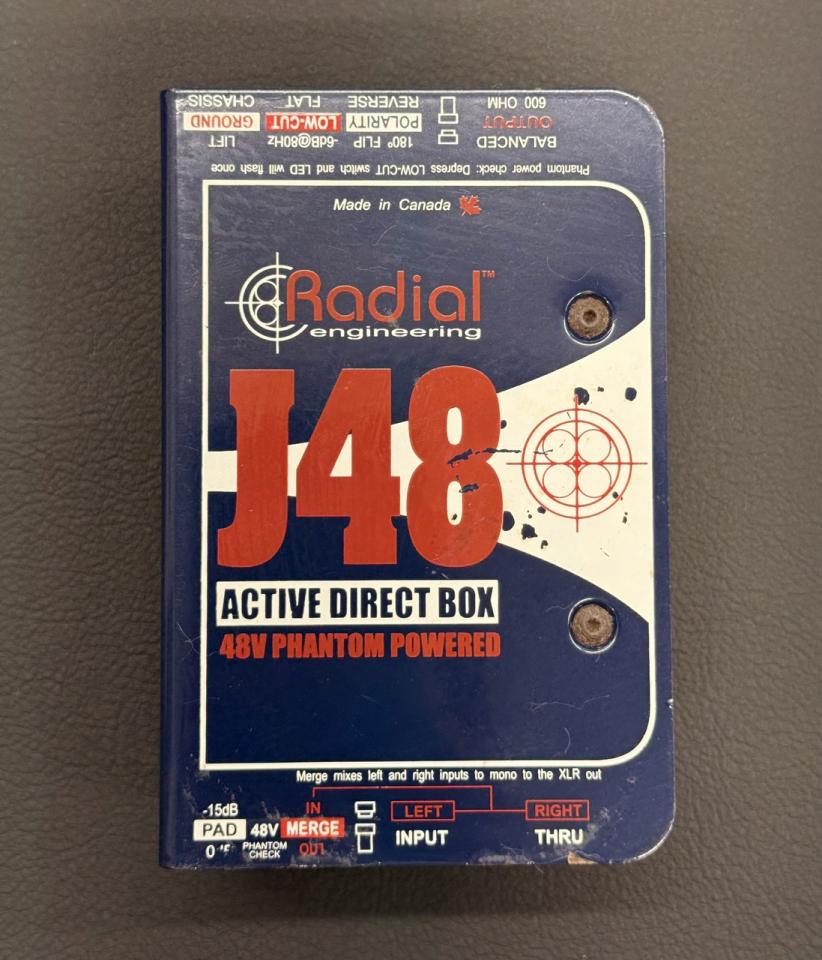 Phantom power check: Depress LOW-CUT switch and LED will flash once
BALANCED 180° FLIP -6dB@80Hz LIFT
OUTPUT POLARITY LOW-CUT GROUND
600 OHM REVERSE FLAT CHASSIS
Made in Canada
Radial™
engineering
J48
ACTIVE DIRECT BOX
48V PHANTOM POWERED
Merge mixes left and right inputs to mono to the XLR out
-15dB IN LEFT RIGHT
PAD 48V MERGE INPUT THRU
PHANTOM
CHECK OUT